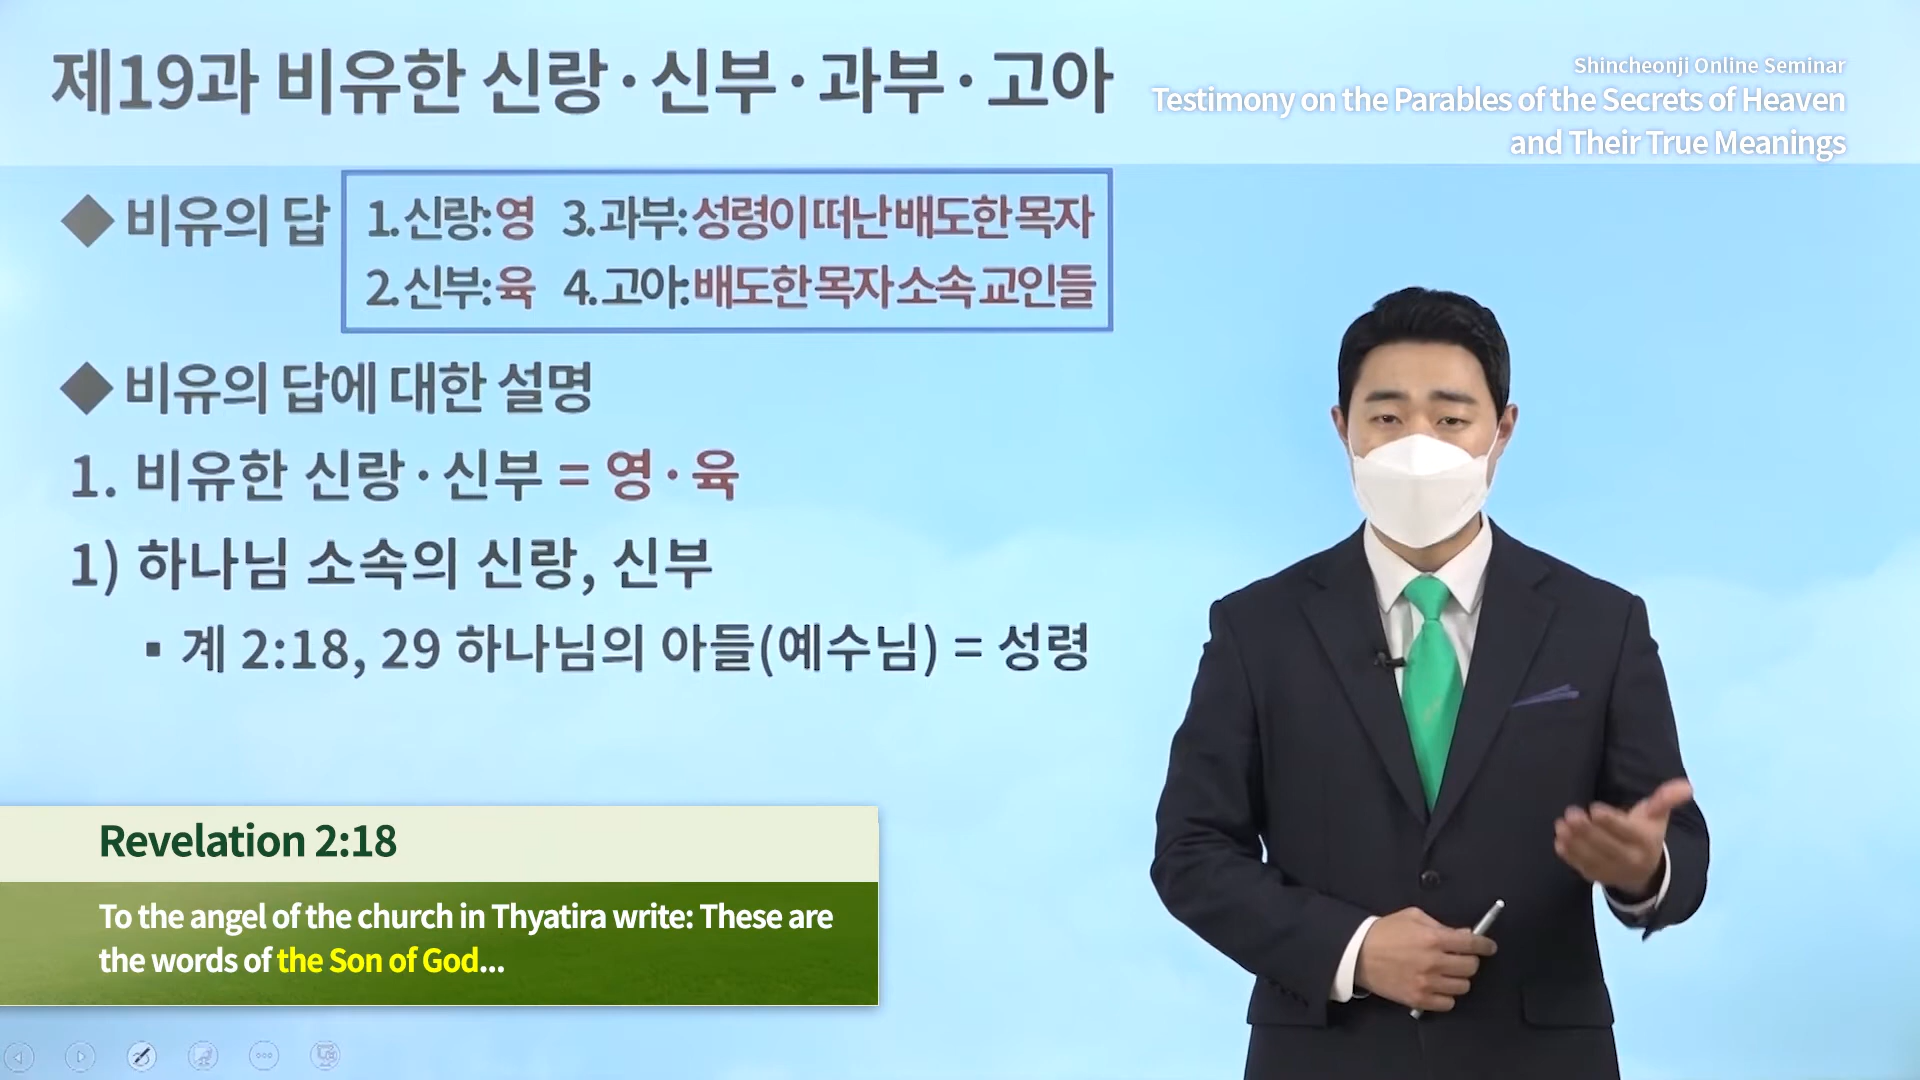 제19과 비유한 신랑·신부·과부·고아
Shincheonji Online Seminar
Testimony on the Parables of the Secrets of Heaven
and Their True Meanings
◆ 비유의 답
1. 신랑: 영 3. 과부: 성령이 떠난 배도한 목자
2. 신부: 육 4. 고아: 배도한 목자 소속 교인들
◆ 비유의 답에 대한 설명
1. 비유한 신랑·신부 = 영·육
1) 하나님 소속의 신랑, 신부
▪ 계 2:18, 29 하나님의 아들(예수님) = 성령
Revelation 2:18
To the angel of the church in Thyatira write: These are
the words of the Son of God...